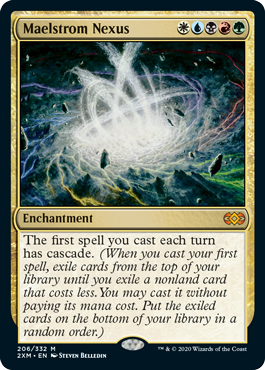 Maelstrom Nexus
Enchantment
The first spell you cast each turn
has cascade. (When you cast your first
spell, exile cards from the top of your
library until you exile a nonland card
that costs less.You may cast it without
paying its mana cost. Put the exiled
cards on the bottom of your library in a
random order.)
206/332 M
2XM • EN Steven Belledin
™ & © 2020 Wizards of the Coast